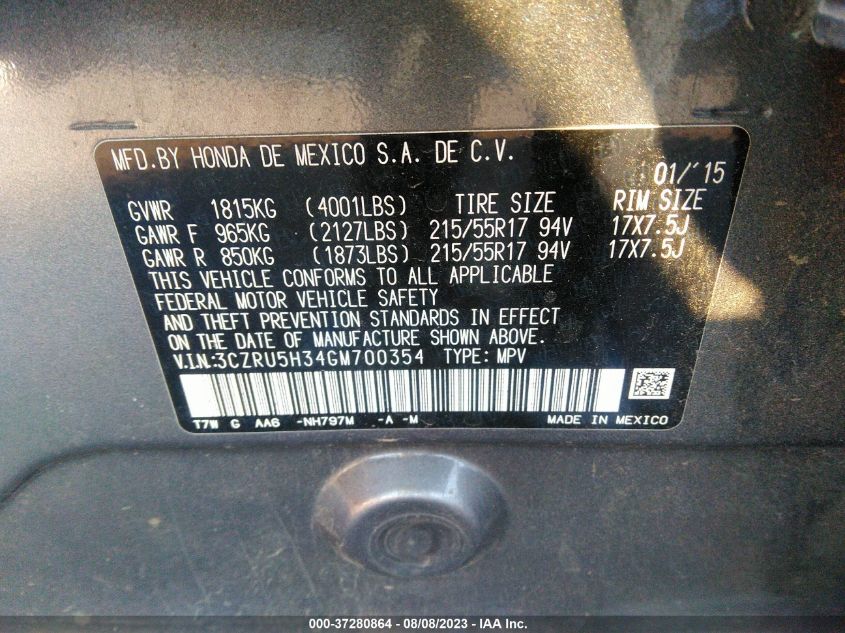 MFD.BY HONDA DE MEXICO S.A. DE C.V.
01/'15
GVWR 1815KG (4001LBS) TIRE SIZE RIM SIZE
GAWR F 965KG (2127LBS) 215/55R17 94V 17X7.5J
GAWR R 850KG (1873LBS) 215/55R17 94V 17X7.5J
THIS VEHICLE CONFORMS TO ALL APPLICABLE
FEDERAL MOTOR VEHICLE SAFETY
AND THEFT PREVENTION STANDARDS IN EFFECT
ON THE DATE OF MANUFACTURE SHOWN ABOVE.
V.I.N:3CZRU5H34GM700354 TYPE: MPV
T7W G AA6 -NH797M -A -M MADE IN MEXICO
000-37280864 - 08/08/2023 - IAA Inc.